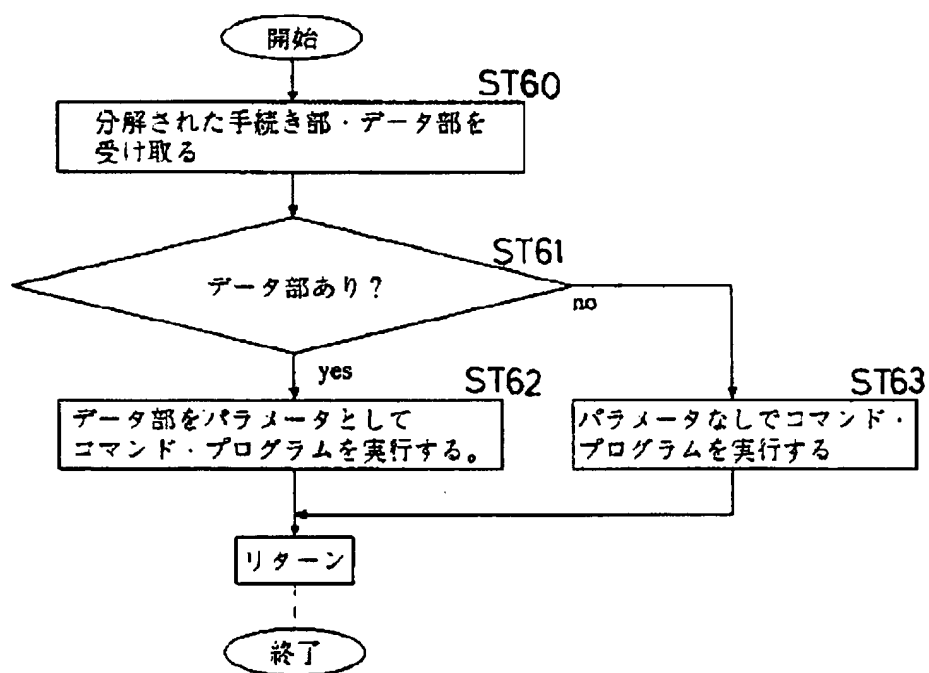 開始
ST60
分解された手続き部・データ部を
受け取る
ST61
データ部あり?
no
yes
ST62
データ部をパラメータとして
コマンド・プログラムを実行する。
ST63
パラメータなしでコマンド・
プログラムを実行する
リターン
終了